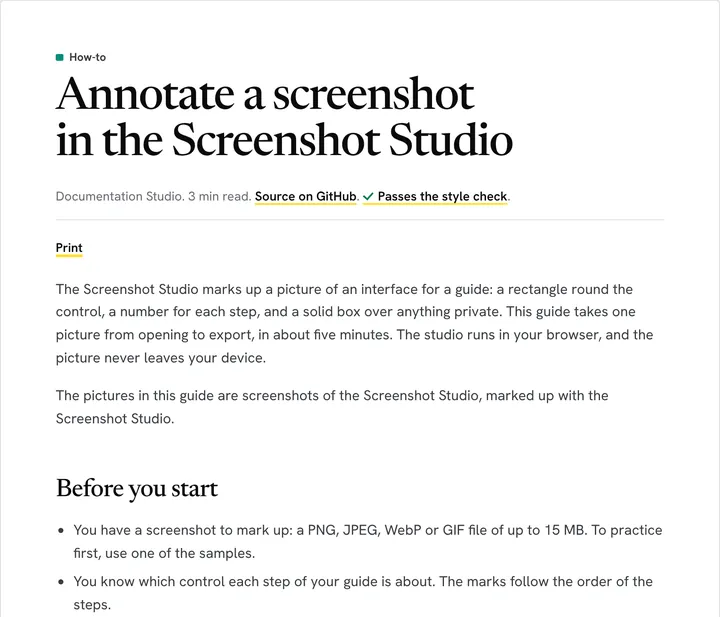 How-to
Annotate a screenshot
in the Screenshot Studio
Documentation Studio. 3 min read. Source on GitHub. ✓ Passes the style check.
Print
The Screenshot Studio marks up a picture of an interface for a guide: a rectangle round the
control, a number for each step, and a solid box over anything private. This guide takes one
picture from opening to export, in about five minutes. The studio runs in your browser, and the
picture never leaves your device.
The pictures in this guide are screenshots of the Screenshot Studio, marked up with the
Screenshot Studio.
Before you start
• You have a screenshot to mark up: a PNG, JPEG, WebP or GIF file of up to 15 MB. To practice
first, use one of the samples.
• You know which control each step of your guide is about. The marks follow the order of the
steps.